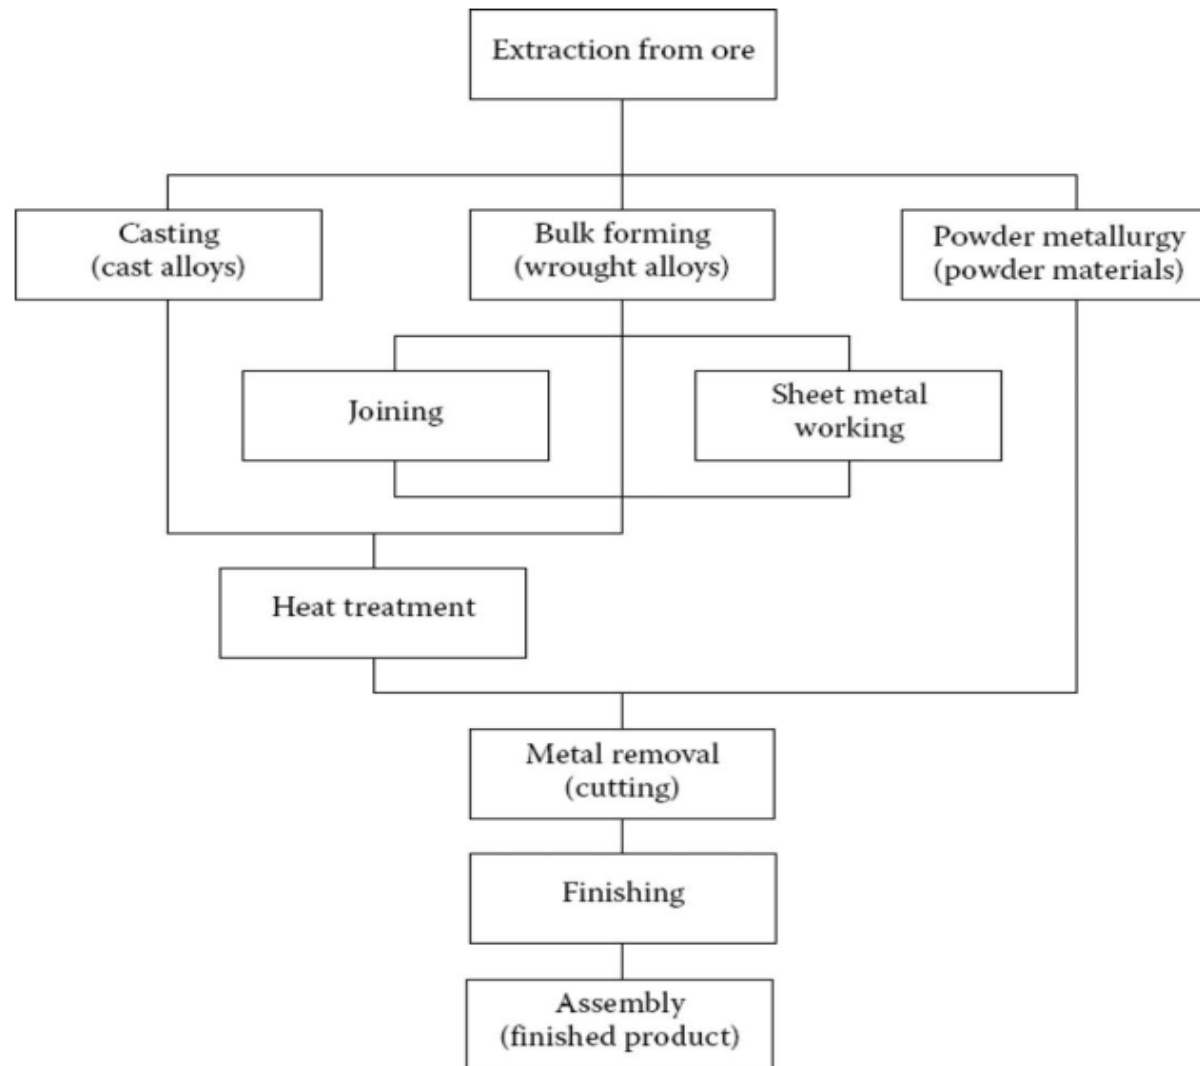 Extraction from ore
Casting
(cast alloys)
Bulk forming
(wrought alloys)
Powder metallurgy
(powder materials)
Joining
Sheet metal
working
Heat treatment
Metal removal
(cutting)
Finishing
Assembly
(finished product)